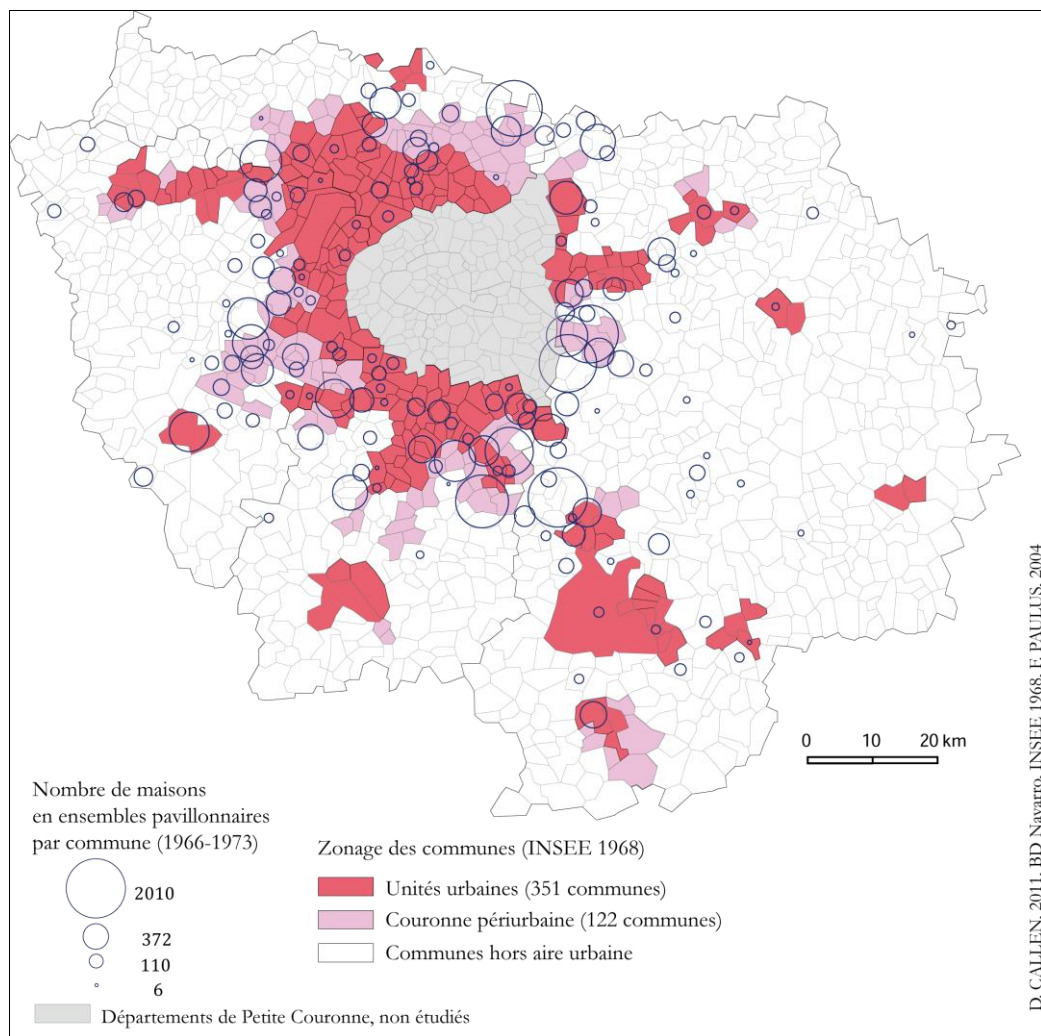 0 10 20 km
Nombre de maisons
en ensembles pavillonnaires
par commune (1966-1973)
2010
372
110
6
Départements de Petite Couronne, non étudiés
Zonage des communes (INSEE 1968)
Unités urbaines (351 communes)
Couronne périurbaine (122 communes)
Communes hors aire urbaine
D. CALLEN, 2011, BD Navarro, INSEE 1968, F. PAULUS, 2004